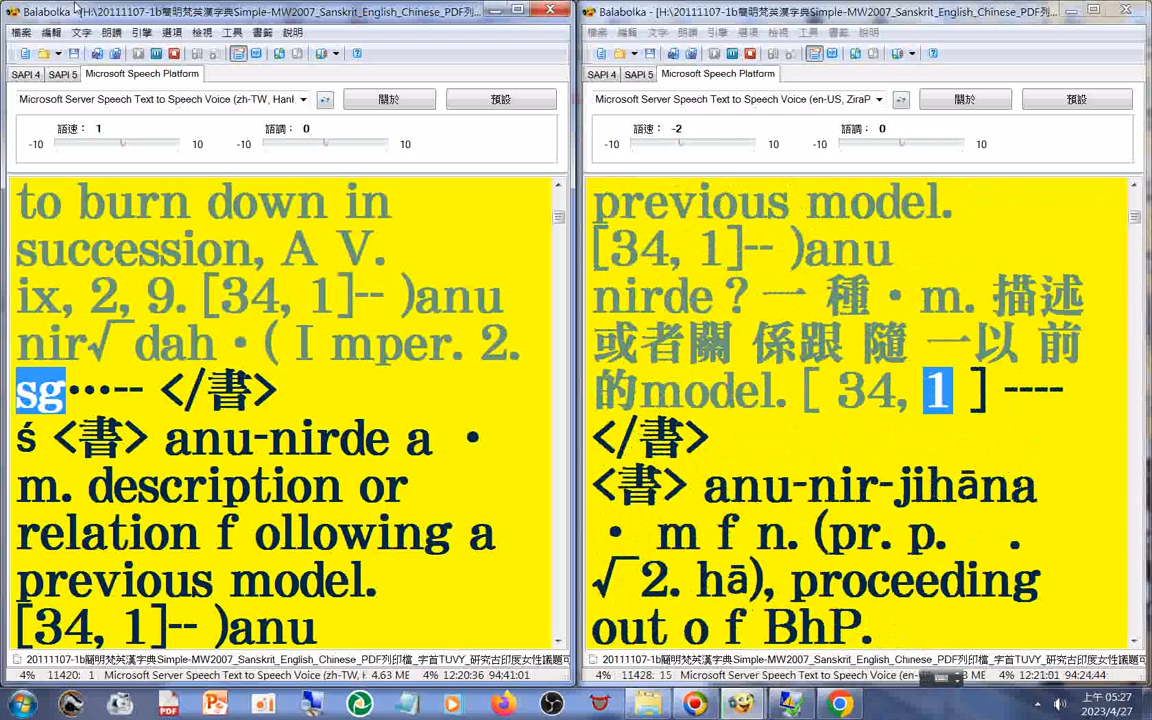 Balabolka - [H:\20111107-1b簡明梵英漢字典Simple-MW2007_Sanskrit_English_Chinese_PDF列...
檔案 編輯 文字 朗讀 引擎 選項 檢視 工具 書籤 說明
SAPI 4 SAPI 5 Microsoft Speech Platform
Microsoft Server Speech Text to Speech Voice (zh-TW, Hanl
關於 預設
語速： 1 語調： 0
-10 10 -10 10
to burn down in
succession, A V.
ix, 2, 9. [34, 1]-- )anu
nir√ dah •( I mper. 2.
sg•••-- </書>
ś <書> anu-nirde a •
m. description or
relation f ollowing a
previous model.
[34, 1]-- )anu
20111107-1b簡明梵英漢字典Simple-MW2007_Sanskrit_English_Chinese_PDF列印檔_字首TUVY_研究古印度女性議題可
4% 11420: 1 Microsoft Server Speech Text to Speech Voice (zh-TW, 4.63 ME 4% 12:20:36 94:41:01
Balabolka - [H:\20111107-1b簡明梵英漢字典Simple-MW2007_Sanskrit_English_Chinese_PDF列印...
檔案 編輯 文字 朗讀 引擎 選項 檢視 工具 書籤 說明
SAPI 4 SAPI 5 Microsoft Speech Platform
Microsoft Server Speech Text to Speech Voice (en-US, ZiraP
關於 預設
語速： -2 語調： 0
-10 10 -10 10
previous model.
[34, 1]-- )anu
nirde？一 種 • m. 描述
或者關 係跟 隨 一以 前
的model. [ 34, 1 ] ----
</書>
<書> anu-nir-jihāna
• m f n. (pr. p. .
√2. hā), proceeding
out o f BhP.
20111107-1b簡明梵英漢字典Simple-MW2007_Sanskrit_English_Chinese_PDF列印檔_字首TUVY_研究古印度女性議題可
4% 11428: 15 Microsoft Server Speech Text to Speech Voice ME 4% 12:21:01 94:24:44
上午 05:27
2023/4/27